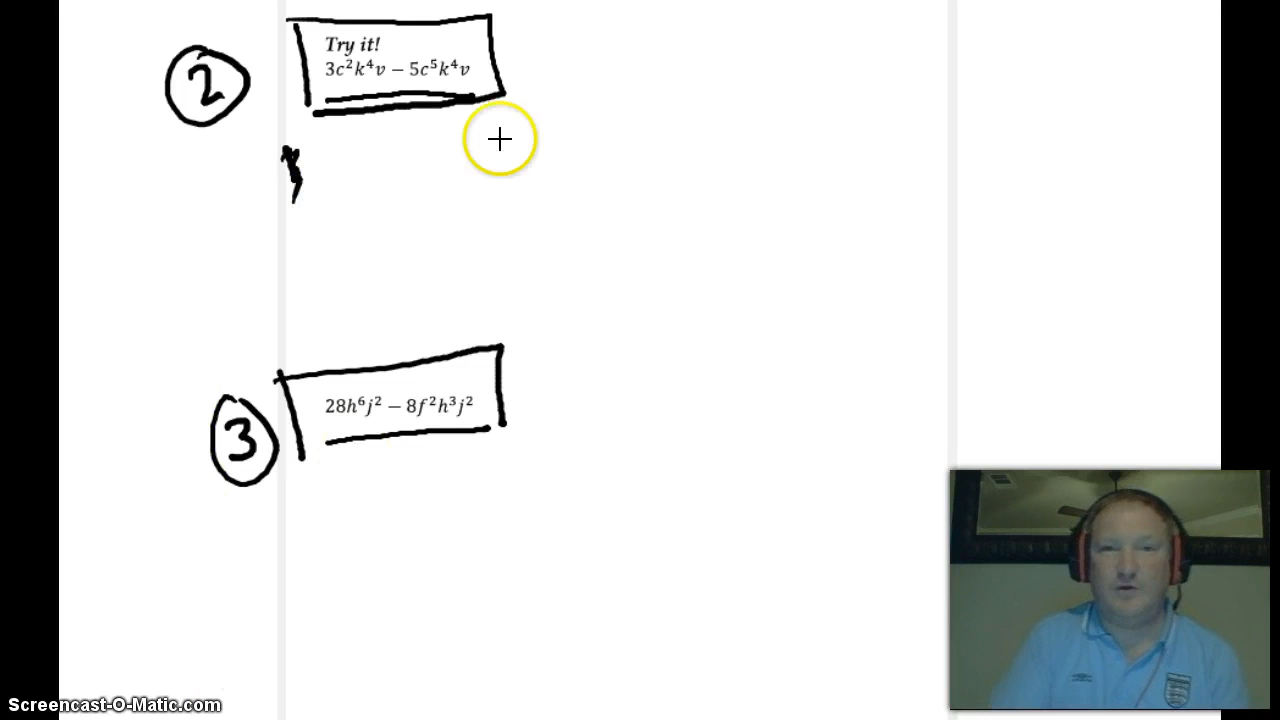 2
Try it!
3c²k⁴v − 5c⁵k⁴v
3
28h⁶j² − 8f²h³j²
Screencast-O-Matic.com